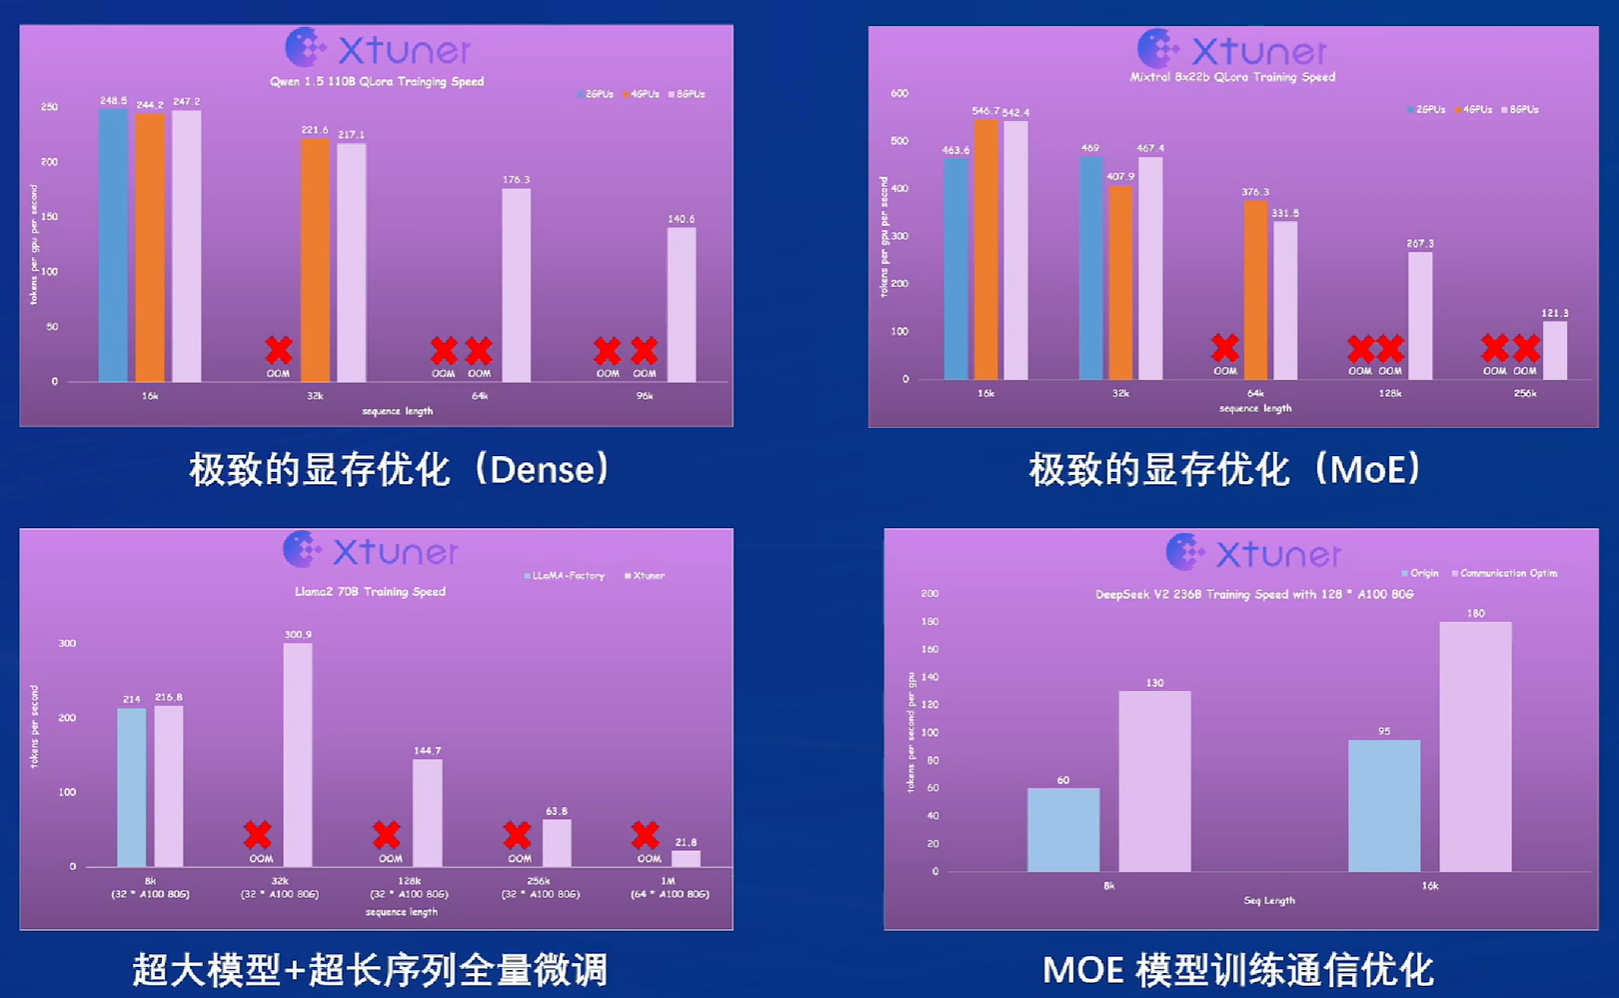 Xtuner
Qwen 1.5 110B QLora Trainging Speed
2GPUs 4GPUs 8GPUs
tokens per gpu per second
250
200
150
100
50
0
248.5 244.2 247.2
OOM 221.6 217.1
OOM OOM 176.3
OOM OOM 140.6
16k 32k 64k 96k
sequence length
极致的显存优化（Dense）
Xtuner
Mixtral 8x22b QLora Training Speed
2GPUs 4GPUs 8GPUs
tokens per gpu per second
600
500
400
300
200
100
0
463.6 546.7 542.4
469 407.9 467.4
OOM 376.3 331.5
OOM OOM 267.3
OOM OOM 121.3
16k 32k 64k 128k 256k
sequence length
极致的显存优化（MoE）
Xtuner
LLaMA-Factory Xtuner
Llama2 70B Training Speed
tokens per second
300
200
100
0
214 216.8
OOM 300.9
OOM 144.7
OOM 63.8
OOM 21.8
8k 32k 128k 256k 1M
(32 * A100 80G) (32 * A100 80G) (32 * A100 80G) (32 * A100 80G) (64 * A100 80G)
sequence length
超大模型+超长序列全量微调
Xtuner
Origin Communication Optim
DeepSeek V2 236B Training Speed with 128 * A100 80G
tokens per second per gpu
200
180
160
140
120
100
80
60
40
20
0
60 130
95 180
8k 16k
Seq Length
MOE 模型训练通信优化